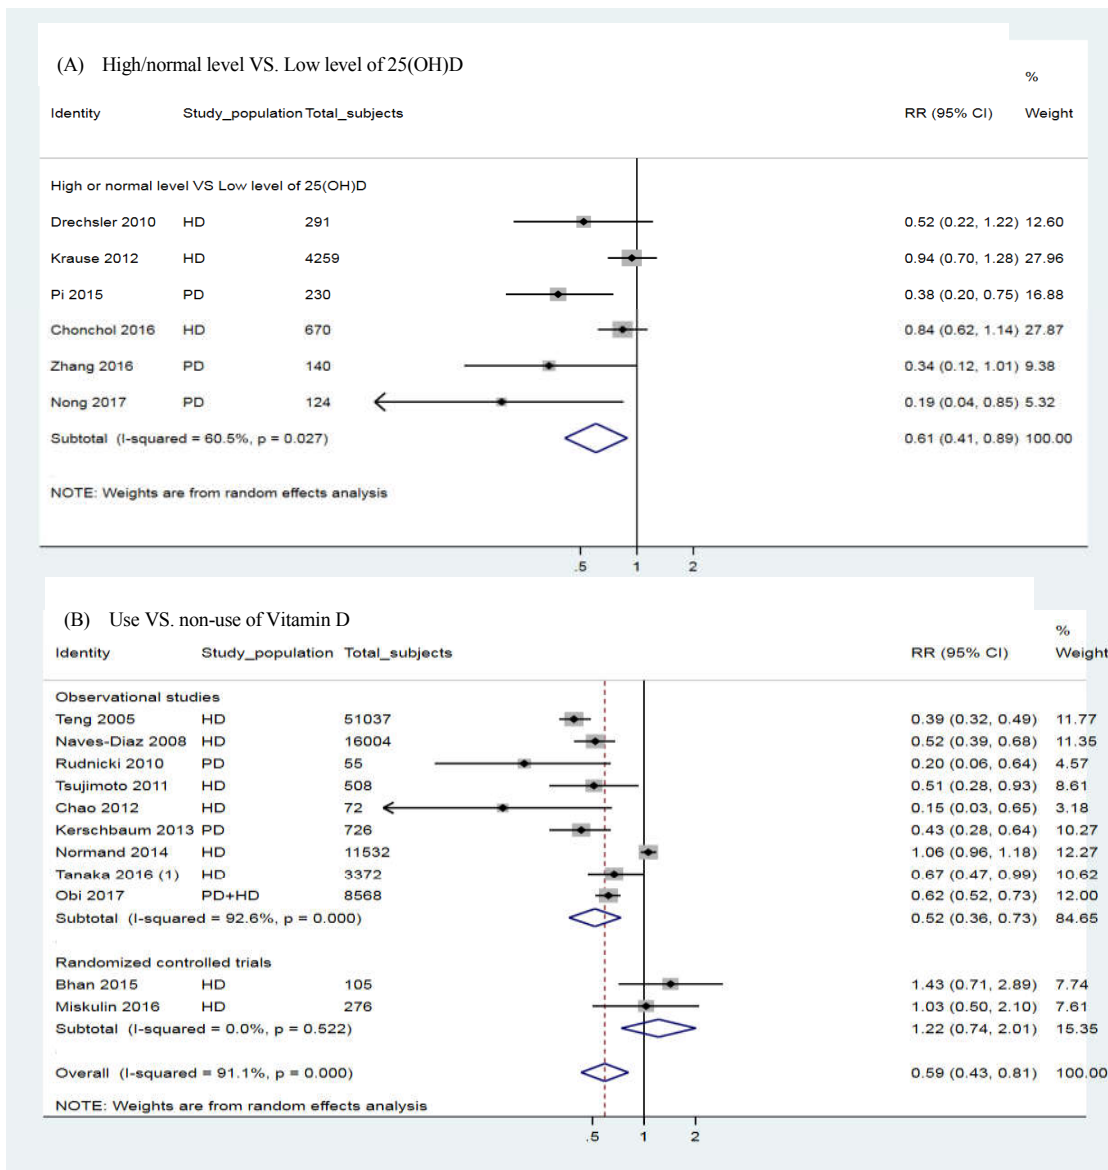 (A) High/normal level VS. Low level of 25(OH)D
%
Identity Study_population Total_subjects RR (95% CI) Weight
High or normal level VS Low level of 25(OH)D
Drechsler 2010 HD 291 0.52 (0.22, 1.22) 12.60
Krause 2012 HD 4259 0.94 (0.70, 1.28) 27.96
Pi 2015 PD 230 0.38 (0.20, 0.75) 16.88
Chonchol 2016 HD 670 0.84 (0.62, 1.14) 27.87
Zhang 2016 PD 140 0.34 (0.12, 1.01) 9.38
Nong 2017 PD 124 0.19 (0.04, 0.85) 5.32
Subtotal (I-squared = 60.5%, p = 0.027) 0.61 (0.41, 0.89) 100.00
NOTE: Weights are from random effects analysis
.5 1 2
(B) Use VS. non-use of Vitamin D
%
Identity Study_population Total_subjects RR (95% CI) Weight
Observational studies
Teng 2005 HD 51037 0.39 (0.32, 0.49) 11.77
Naves-Diaz 2008 HD 16004 0.52 (0.39, 0.68) 11.35
Rudnicki 2010 PD 55 0.20 (0.06, 0.64) 4.57
Tsujimoto 2011 HD 508 0.51 (0.28, 0.93) 8.61
Chao 2012 HD 72 0.15 (0.03, 0.65) 3.18
Kerschbaum 2013 PD 726 0.43 (0.28, 0.64) 10.27
Normand 2014 HD 11532 1.06 (0.96, 1.18) 12.27
Tanaka 2016 (1) HD 3372 0.67 (0.47, 0.99) 10.62
Obi 2017 PD+HD 8568 0.62 (0.52, 0.73) 12.00
Subtotal (I-squared = 92.6%, p = 0.000) 0.52 (0.36, 0.73) 84.65
Randomized controlled trials
Bhan 2015 HD 105 1.43 (0.71, 2.89) 7.74
Miskulin 2016 HD 276 1.03 (0.50, 2.10) 7.61
Subtotal (I-squared = 0.0%, p = 0.522) 1.22 (0.74, 2.01) 15.35
Overall (I-squared = 91.1%, p = 0.000) 0.59 (0.43, 0.81) 100.00
NOTE: Weights are from random effects analysis
.5 1 2